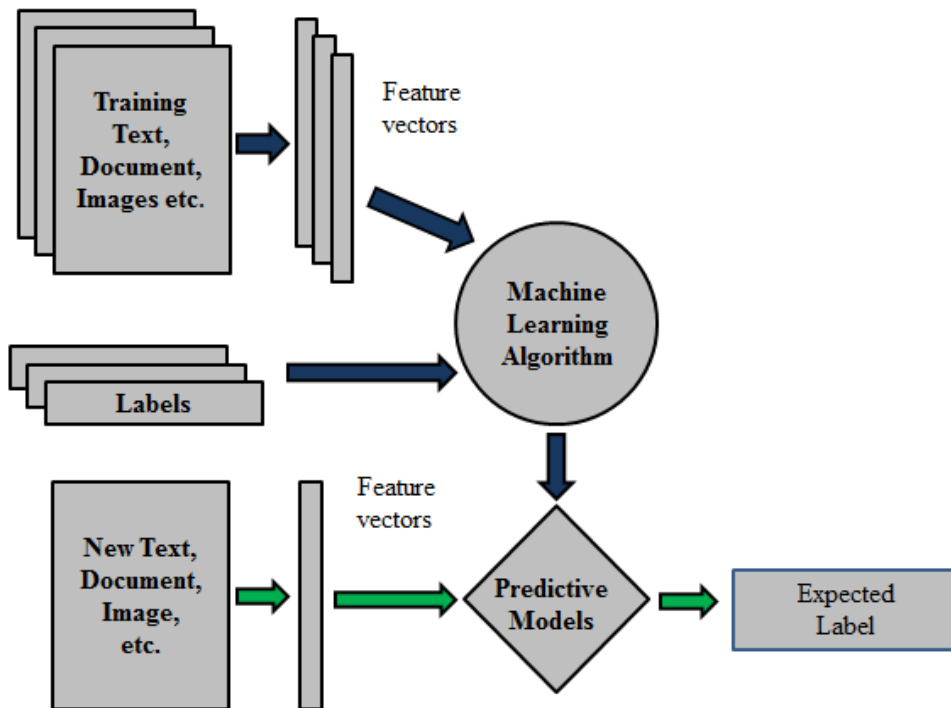 Training
Text,
Document,
Images etc.
Feature
vectors
Machine
Learning
Algorithm
Labels
Feature
vectors
New Text,
Document,
Image,
etc.
Predictive
Models
Expected
Label